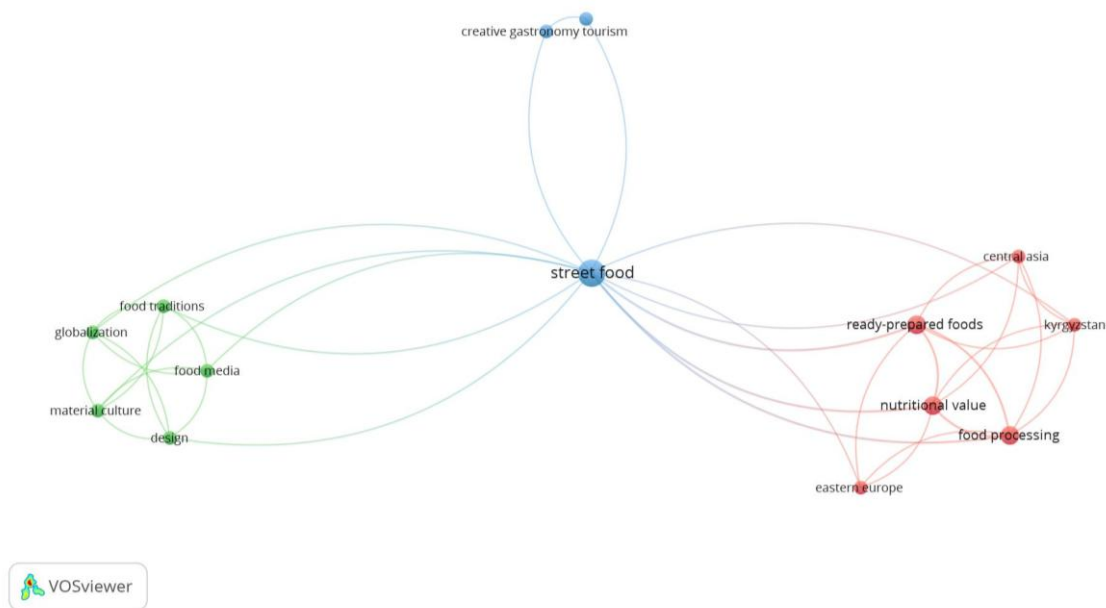 creative gastronomy tourism
street food
central asia
food traditions
ready-prepared foods
kyrgyzstan
globalization
food media
nutritional value
material culture
food processing
design
eastern europe
VOSviewer